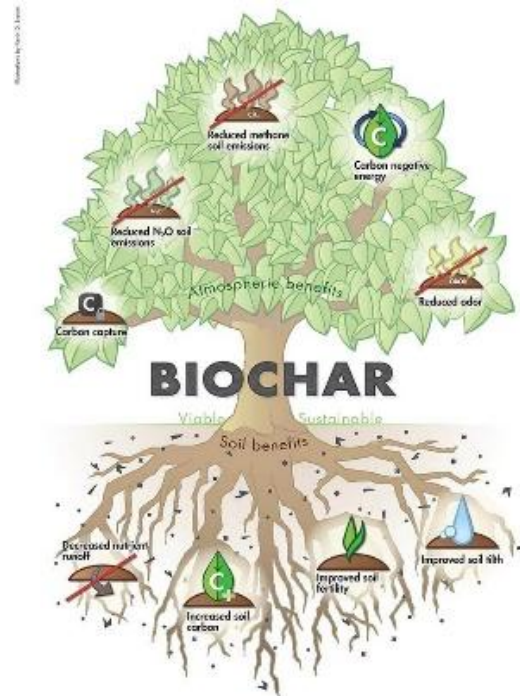 Reduced methane
soil emissions
Carbon negative
energy
Reduced N₂O soil
emissions
Reduced odor
Carbon capture
Atmospheric benefits
BIOCHAR
Viable Sustainable
Soil benefits
Decreased nutrient
runoff
Increased soil
carbon
Improved soil
fertility
Improved soil tilth
C
C
C